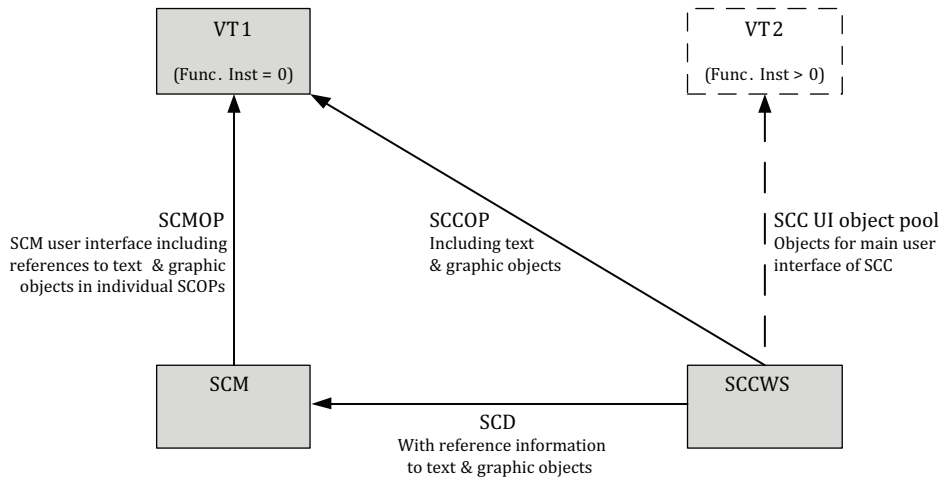 VT1
(Func. Inst = 0)
VT2
(Func. Inst > 0)
SCMOP
SCM user interface including
references to text & graphic
objects in individual SCOPs
SCCOP
Including text
& graphic objects
SCC UI object pool
Objects for main user
interface of SCC
SCM
SCCWS
SCD
With reference information
to text & graphic objects